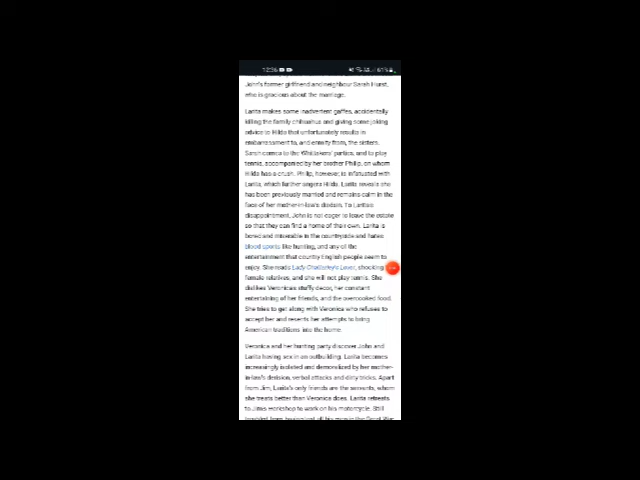 12:36
61%
John's former girlfriend and neighbour Sarah Hurst,
who is gracious about the marriage.
Larita makes some inadvertent gaffes, accidentally
killing the family chihuahua and giving some joking
advice to Hilda that unfortunately results in
embarrassment to, and enmity from, the sisters.
Sarah comes to the Whittakers' parties, and to play
tennis, accompanied by her brother Philip, on whom
Hilda has a crush. Philip, however, is infatuated with
Larita, which further angers Hilda. Larita reveals she
has been previously married and remains calm in the
face of her mother-in-law's disdain. To Larita's
disappointment, John is not eager to leave the estate
so that they can find a home of their own. Larita is
bored and miserable in the countryside and hates
blood sports like hunting, and any of the
entertainment that country English people seem to
enjoy. She reads Lady Chatterley's Lover, shocking
female relatives, and she will not play tennis. She
dislikes Veronica's stuffy decor, her constant
entertaining of her friends, and the overcooked food.
She tries to get along with Veronica who refuses to
accept her and resents her attempts to bring
American traditions into the home.
Veronica and her hunting party discover John and
Larita having sex in an outbuilding. Larita becomes
increasingly isolated and demoralized by her mother-
in-law's derision, verbal attacks and dirty tricks. Apart
from Jim, Larita's only friends are the servants, whom
she treats better than Veronica does. Larita retreats
to Jim's workshop to work on his motorcycle. Still